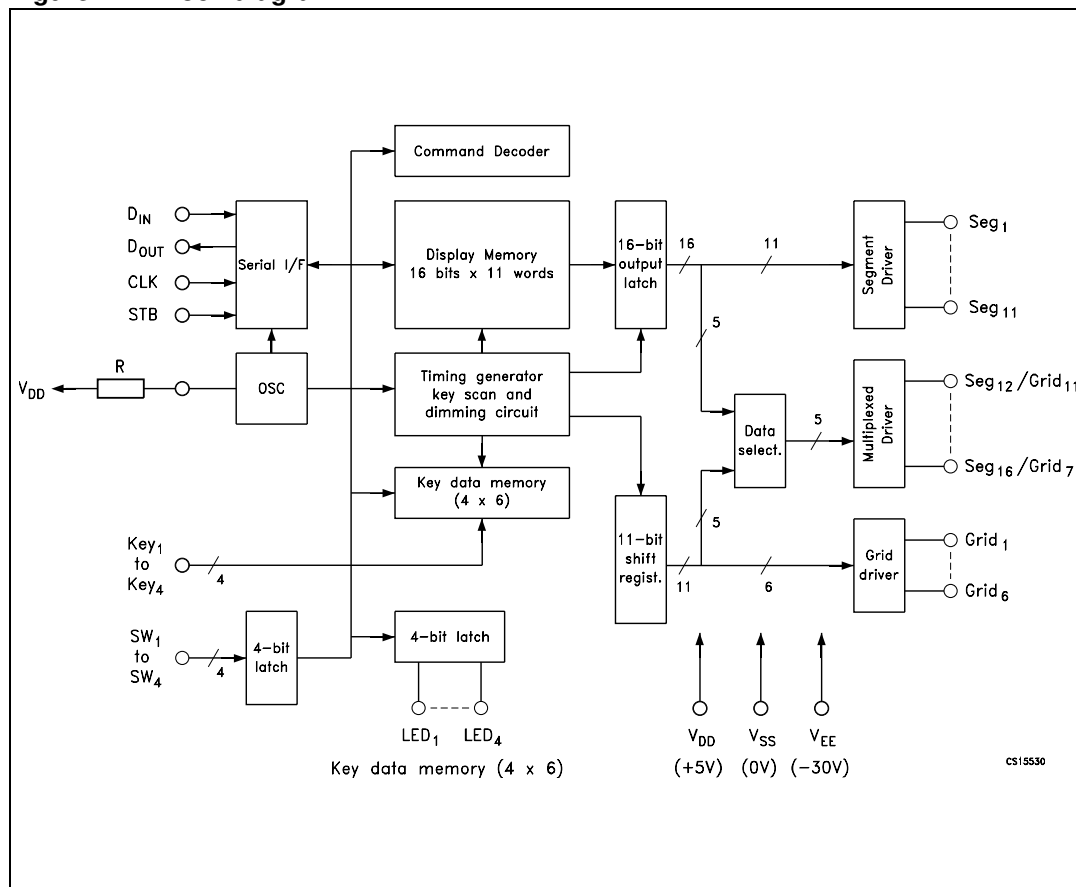 Command Decoder
D_IN
D_OUT
CLK
STB
Serial I/F
Display Memory
16 bits x 11 words
16-bit
output
latch
16
11
5
Segment
Driver
Seg_1
Seg_11
V_DD
R
OSC
Timing generator
key scan and
dimming circuit
Data
select.
5
Multiplexed
Driver
Seg_12/Grid_11
Seg_16/Grid_7
Key data memory
(4 x 6)
Key_1
to
Key_4
4
11-bit
shift
regist.
11
5
6
Grid
driver
Grid_1
Grid_6
SW_1
to
SW_4
4
4-bit
latch
4-bit latch
LED_1 LED_4
Key data memory (4 x 6)
V_DD V_SS V_EE
(+5V) (0V) (-30V)
CS15530